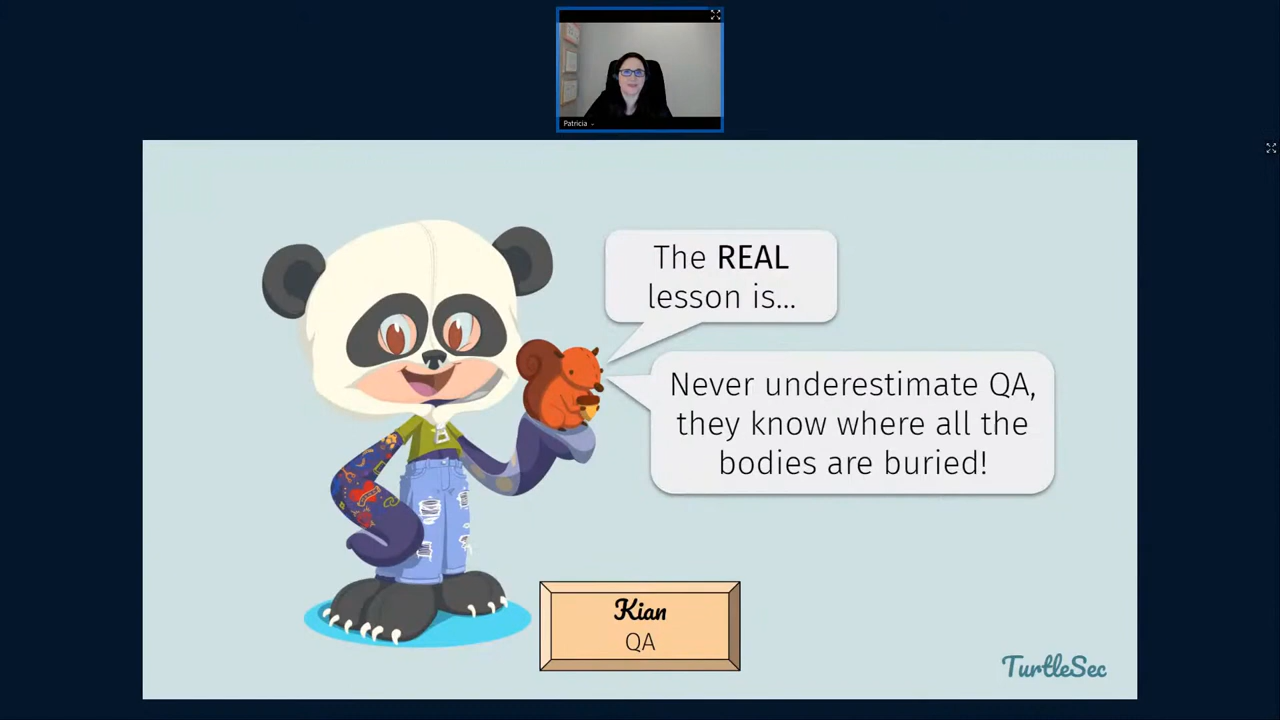 Patricia
The REAL
lesson is...
Never underestimate QA,
they know where all the
bodies are buried!
Kian
QA
TurtleSec